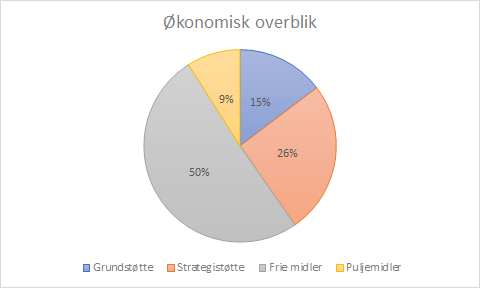 Økonomisk overblik
15%
26%
50%
9%
Grundstøtte Strategistøtte Frie midler Puljemidler